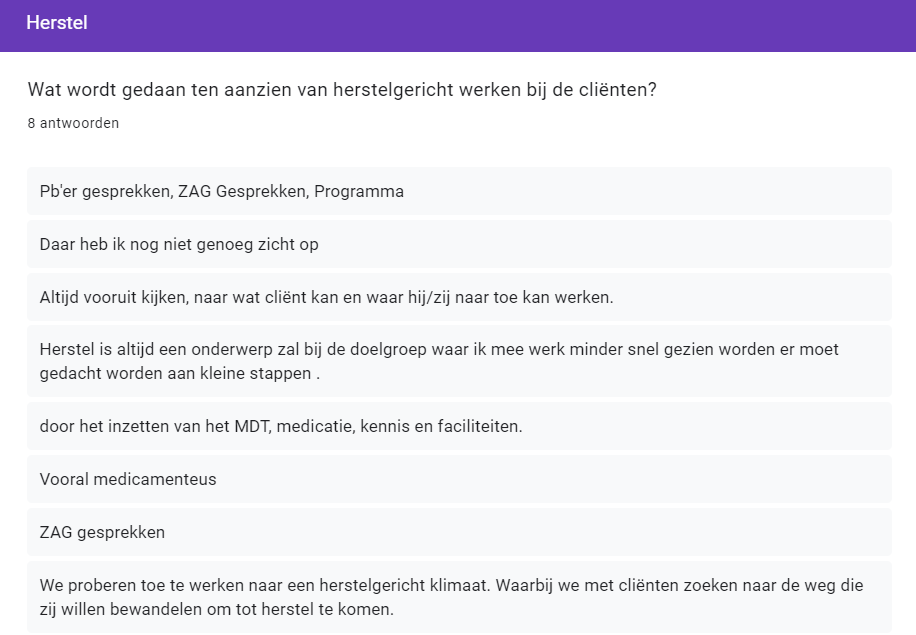 Herstel
Wat wordt gedaan ten aanzien van herstelgericht werken bij de cliënten?
8 antwoorden
Pb'er gesprekken, ZAG Gesprekken, Programma
Daar heb ik nog niet genoeg zicht op
Altijd vooruit kijken, naar wat cliënt kan en waar hij/zij naar toe kan werken.
Herstel is altijd een onderwerp zal bij de doelgroep waar ik mee werk minder snel gezien worden er moet
gedacht worden aan kleine stappen .
door het inzetten van het MDT, medicatie, kennis en faciliteiten.
Vooral medicamenteus
ZAG gesprekken
We proberen toe te werken naar een herstelgericht klimaat. Waarbij we met cliënten zoeken naar de weg die
zij willen bewandelen om tot herstel te komen.